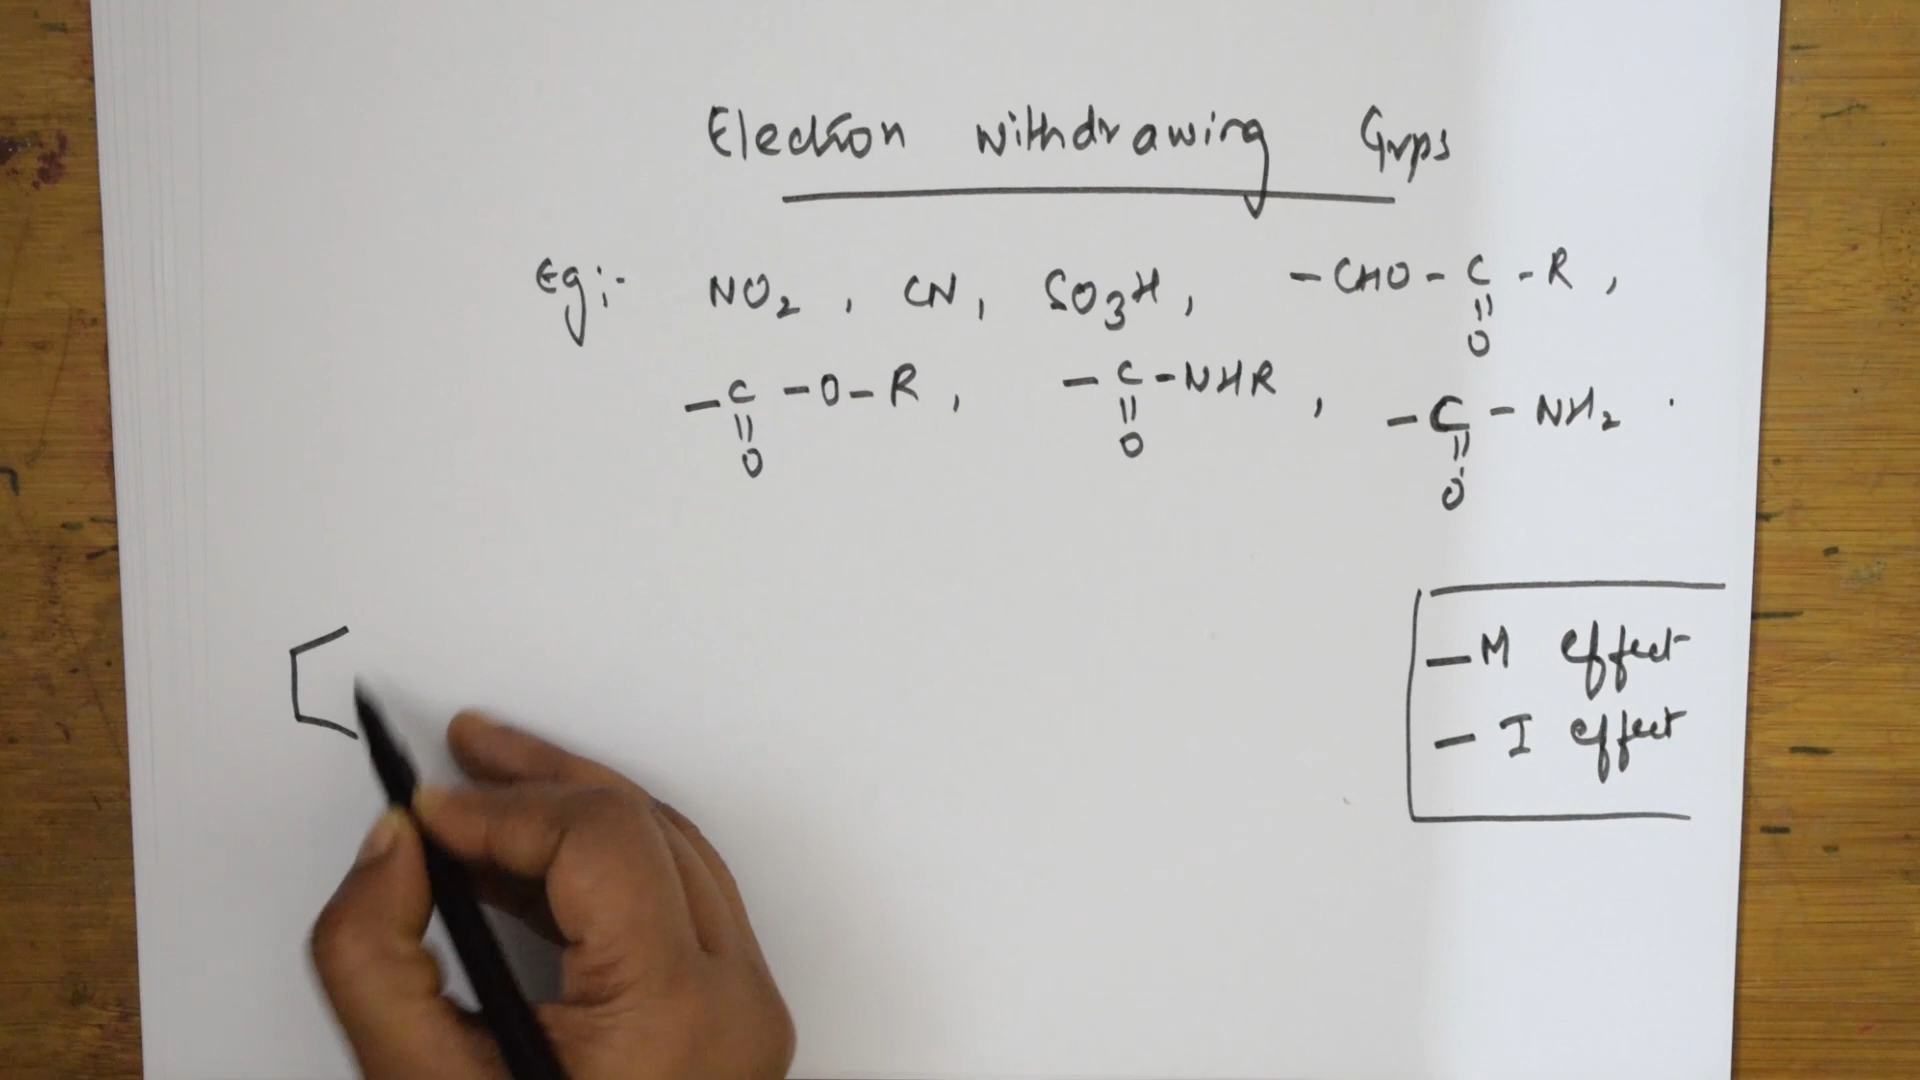 Electron withdrawing Grps
Eg:- NO2, CN, SO3H, -CHO - C - R,
|| O
- C - O - R, - C - NHR, - C - NH2.
|| O || O || O
- M effect
- I effect